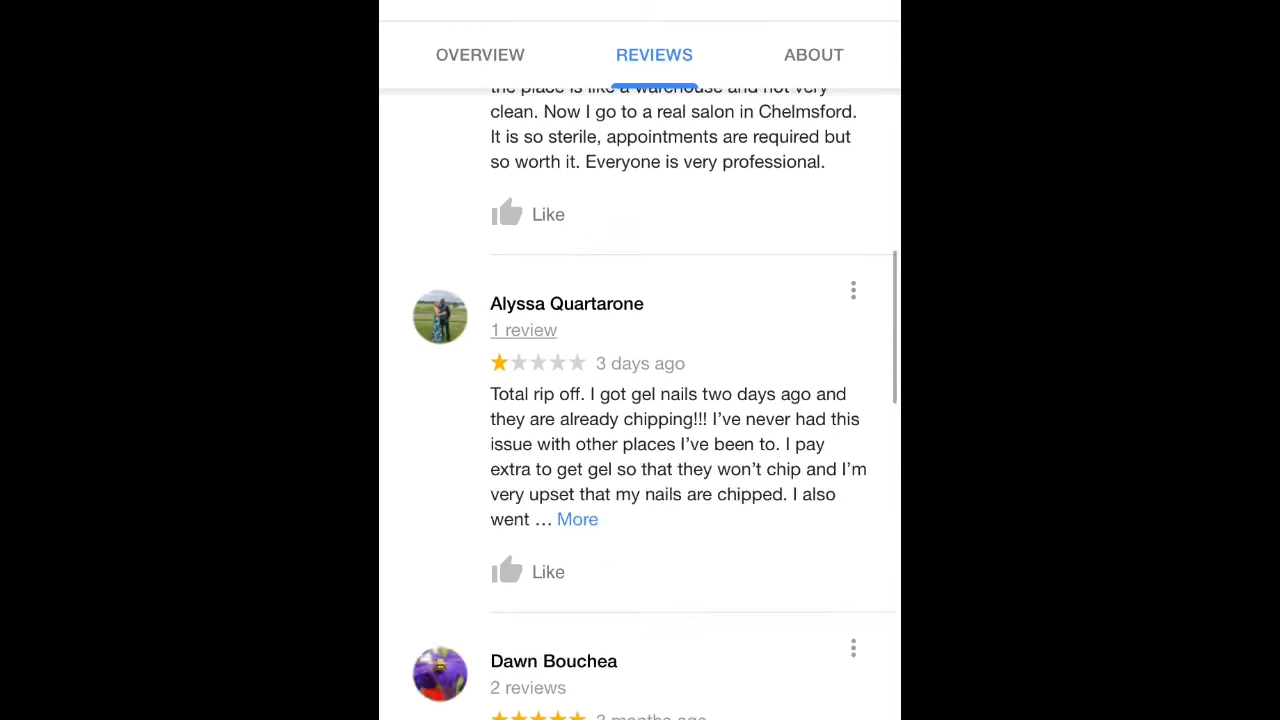 OVERVIEW REVIEWS ABOUT
the place is like a warehouse and not very
clean. Now I go to a real salon in Chelmsford.
It is so sterile, appointments are required but
so worth it. Everyone is very professional.
Like
Alyssa Quartarone
1 review
3 days ago
Total rip off. I got gel nails two days ago and
they are already chipping!!! I’ve never had this
issue with other places I’ve been to. I pay
extra to get gel so that they won’t chip and I’m
very upset that my nails are chipped. I also
went … More
Like
Dawn Bouchea
2 reviews
months ago